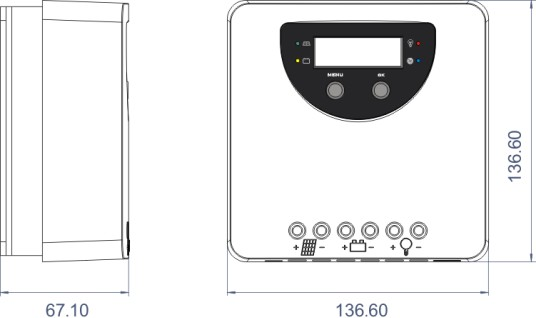 MENU OK
136.60
+ - + - + -
67.10 136.60